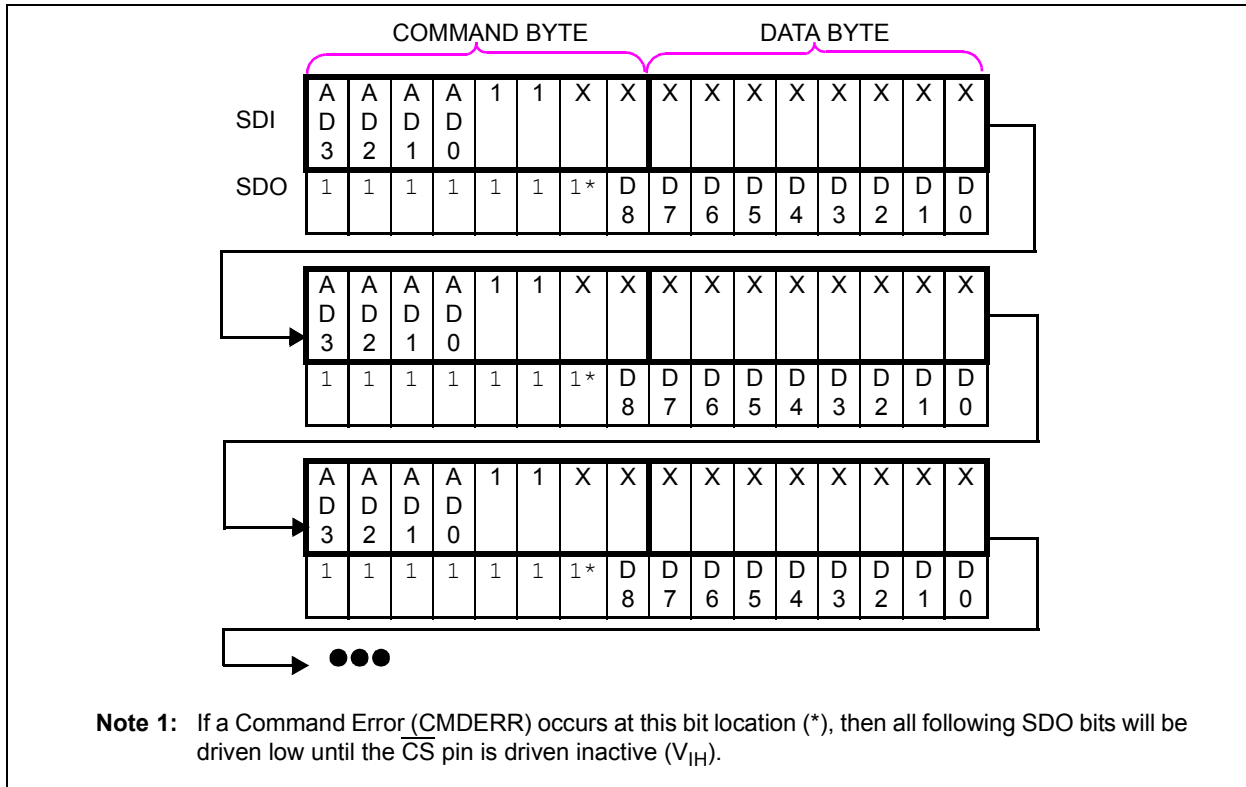 COMMAND BYTE DATA BYTE
SDI A A A A 1 1 X X X X X X X X X X
D D D D
3 2 1 0
SDO 1 1 1 1 1 1 1* D D D D D D D D D
8 7 6 5 4 3 2 1 0
A A A A 1 1 X X X X X X X X X X
D D D D
3 2 1 0
1 1 1 1 1 1 1* D D D D D D D D D
8 7 6 5 4 3 2 1 0
A A A A 1 1 X X X X X X X X X X
D D D D
3 2 1 0
1 1 1 1 1 1 1* D D D D D D D D D
8 7 6 5 4 3 2 1 0
Note 1: If a Command Error (CMDERR) occurs at this bit location (*), then all following SDO bits will be
driven low until the CS pin is driven inactive (VIH).